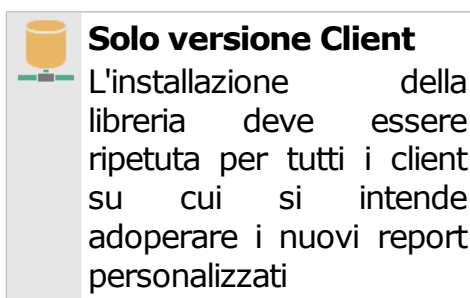 Solo versione Client
L'installazione della
libreria deve essere
ripetuta per tutti i client
su cui si intende
adoperare i nuovi report
personalizzati